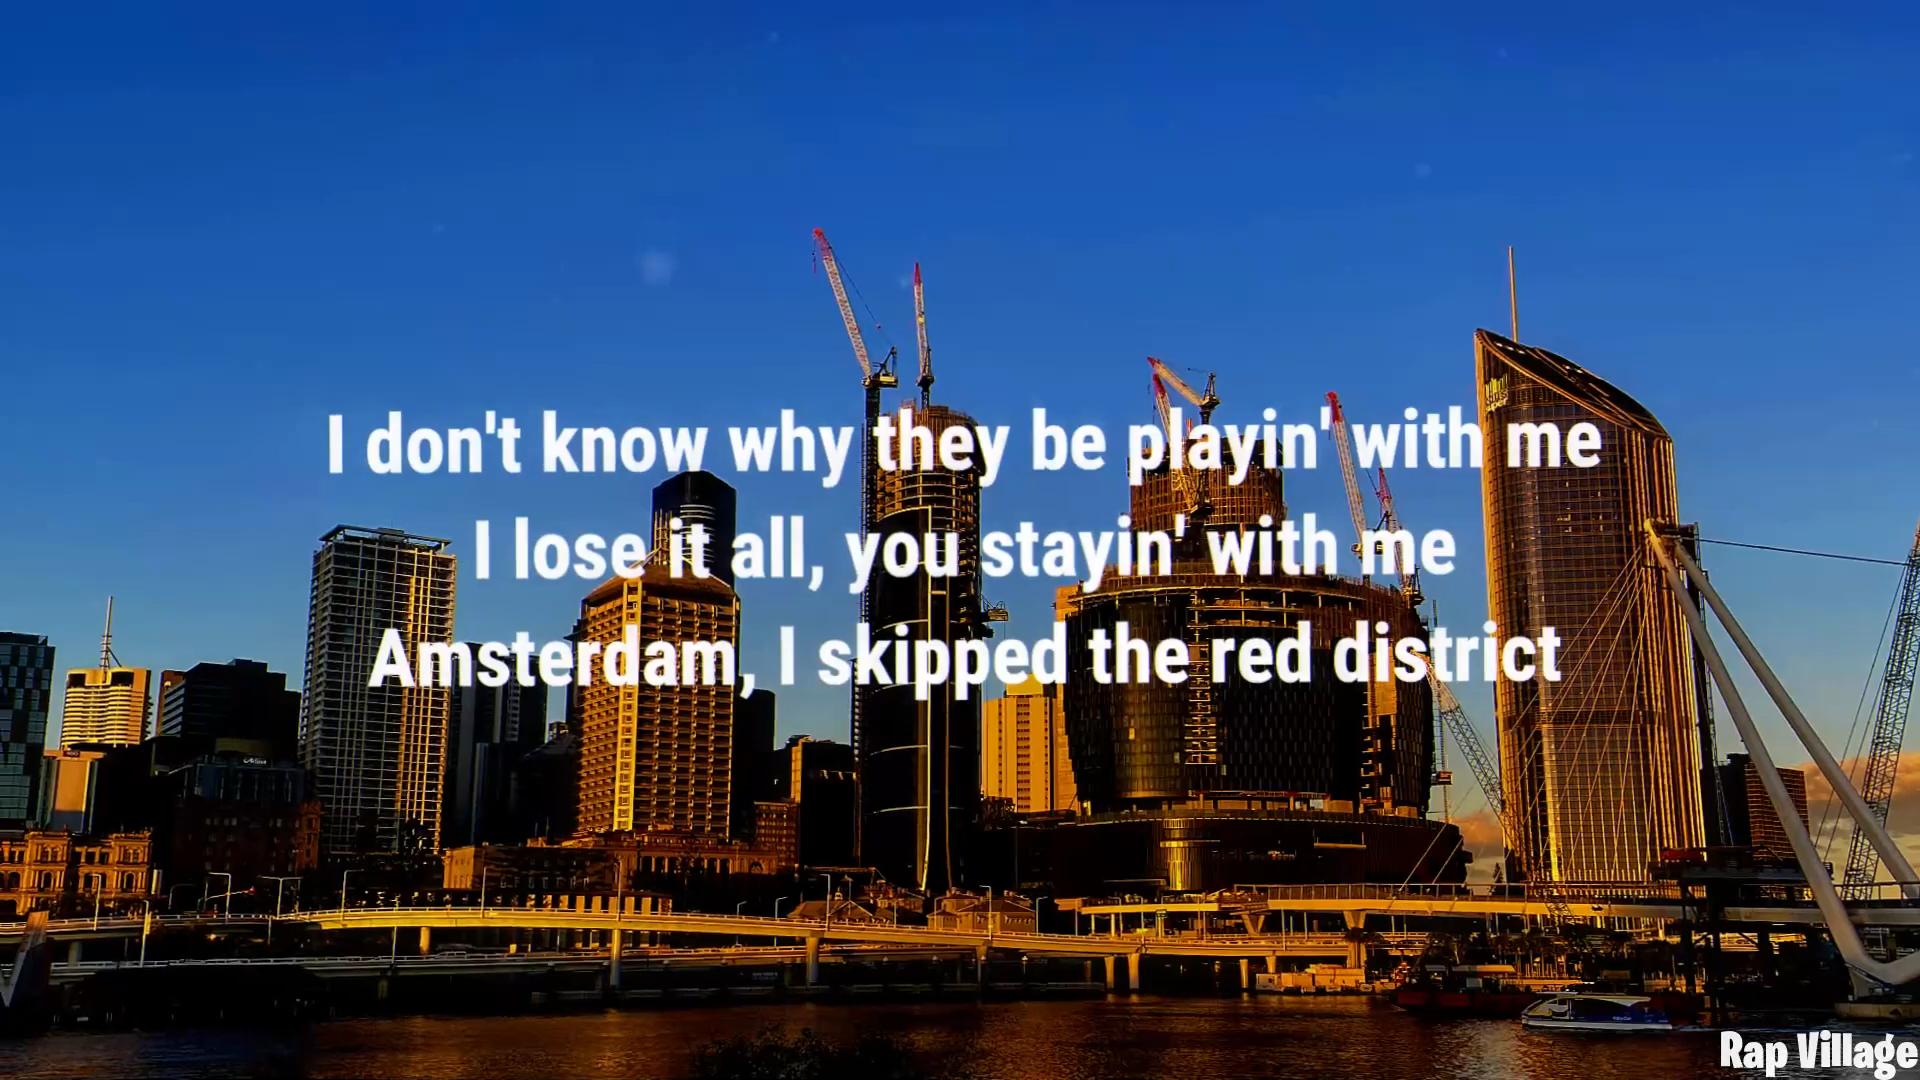 I don't know why they be playin' with me
I lose it all, you stayin' with me
Amsterdam, I skipped the red district
Rap Village